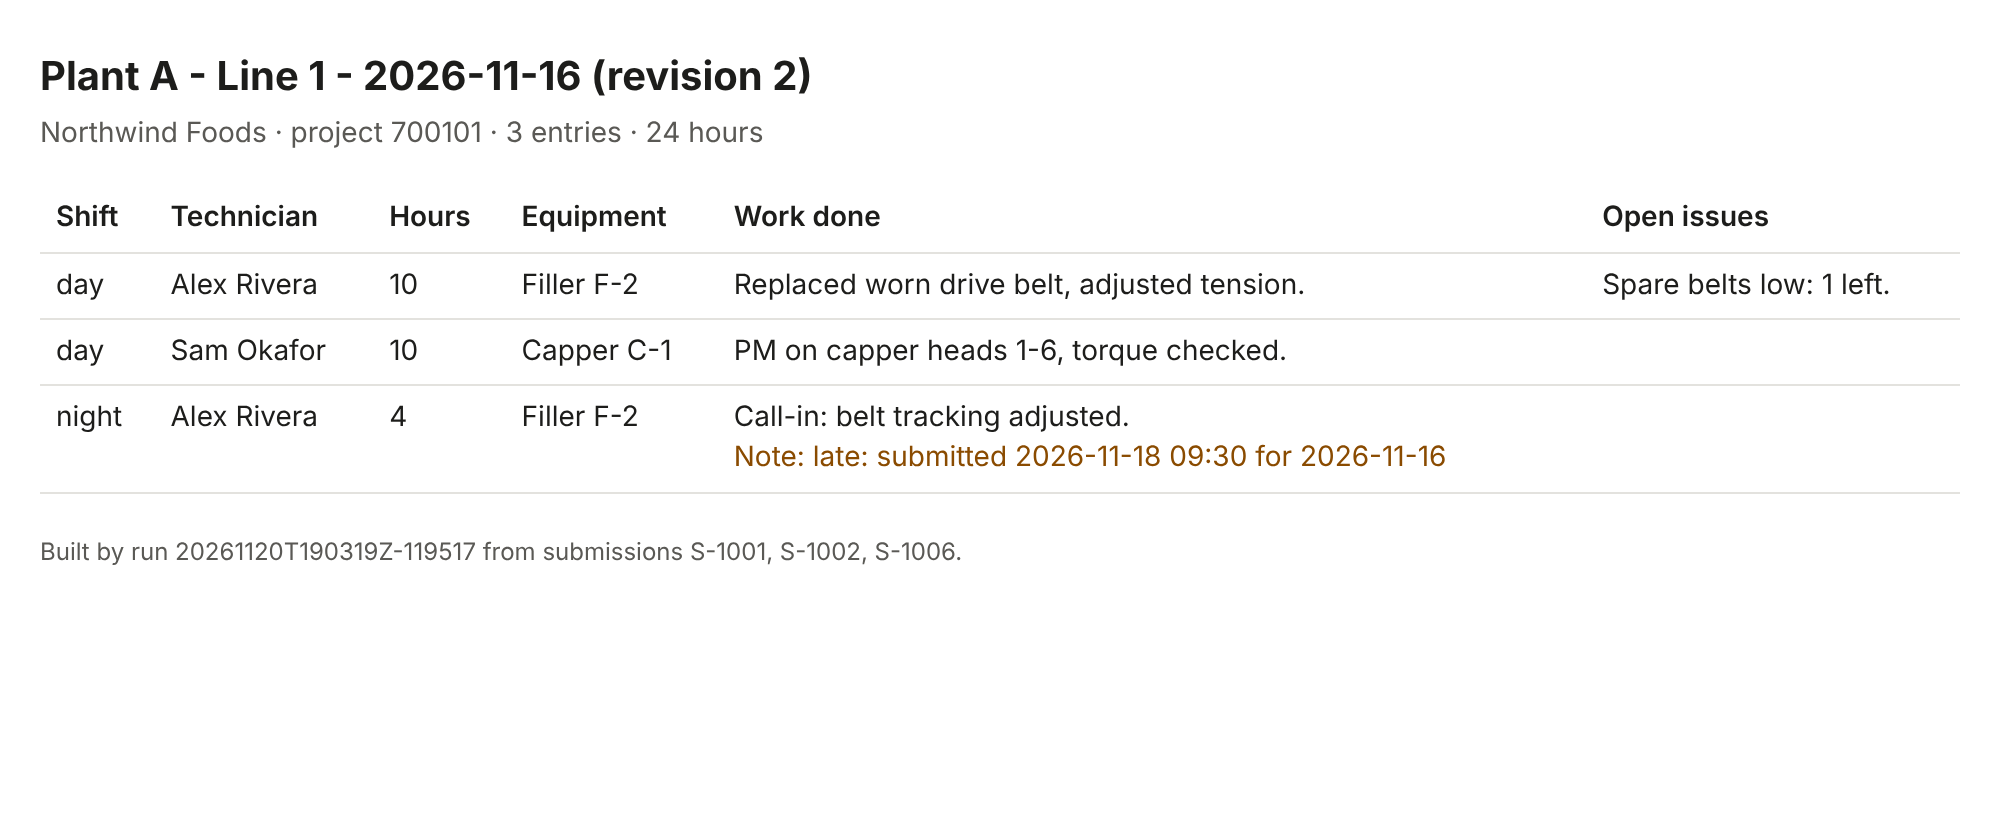 Plant A - Line 1 - 2026-11-16 (revision 2)
Northwind Foods · project 700101 · 3 entries · 24 hours
Shift Technician Hours Equipment Work done Open issues
day Alex Rivera 10 Filler F-2 Replaced worn drive belt, adjusted tension. Spare belts low: 1 left.
day Sam Okafor 10 Capper C-1 PM on capper heads 1-6, torque checked.
night Alex Rivera 4 Filler F-2 Call-in: belt tracking adjusted.
Note: late: submitted 2026-11-18 09:30 for 2026-11-16
Built by run 20261120T190319Z-119517 from submissions S-1001, S-1002, S-1006.